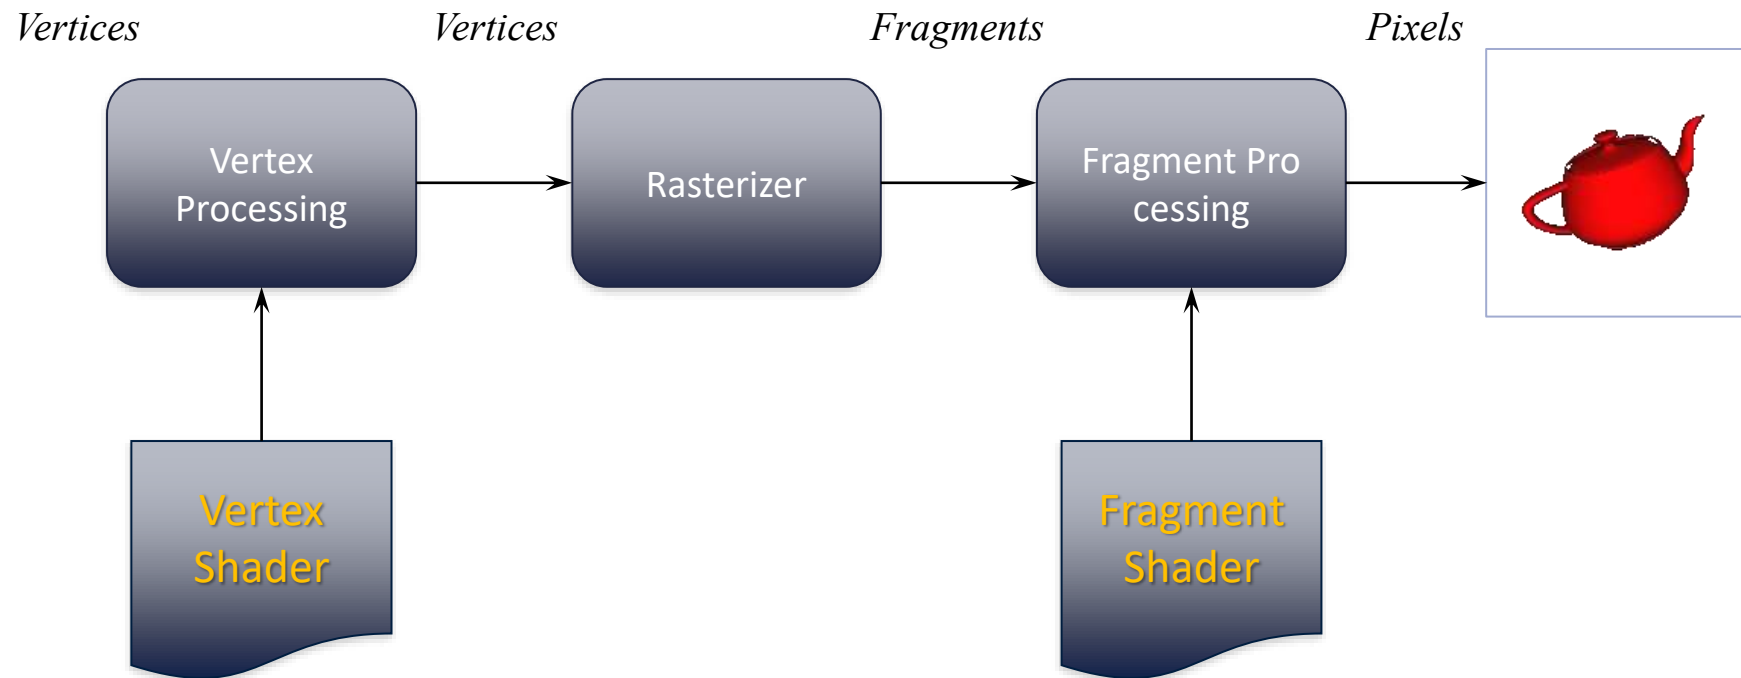 Vertices
Vertices
Fragments
Pixels
Vertex
Processing
Rasterizer
Fragment Pro
cessing
Vertex
Shader
Fragment
Shader